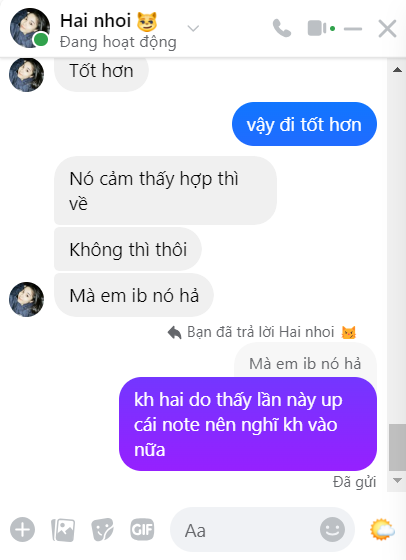 Hai nhoi 😼
Đang hoạt động
Tốt hơn
vậy đi tốt hơn
Nó cảm thấy hợp thì
về
Không thì thôi
Mà em ib nó hả
Bạn đã trả lời Hai nhoi 😼
Mà em ib nó hả
kh hai do thấy lần này up
cái note nên nghĩ kh vào
nữa
Đã gửi
GIF
Aa